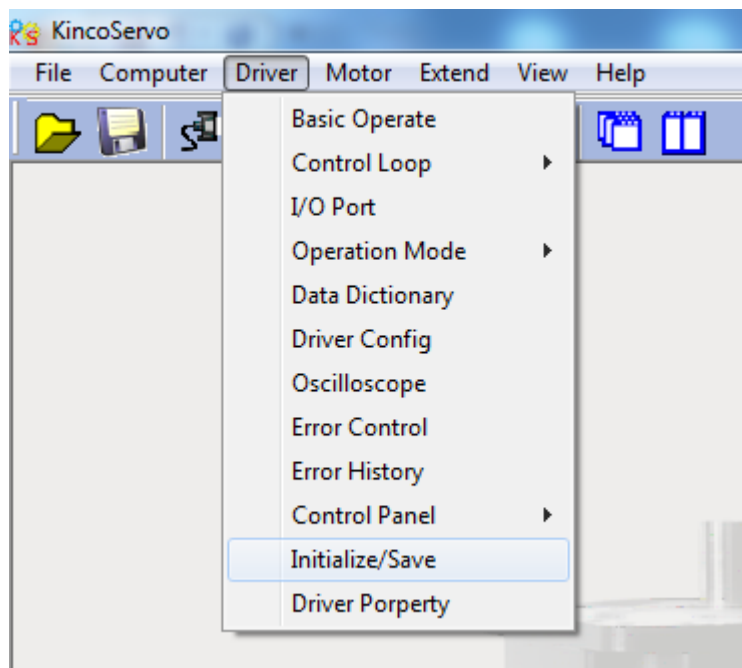 KincoServo
File Computer Driver Motor Extend View Help
Basic Operate
Control Loop
I/O Port
Operation Mode
Data Dictionary
Driver Config
Oscilloscope
Error Control
Error History
Control Panel
Initialize/Save
Driver Porperty